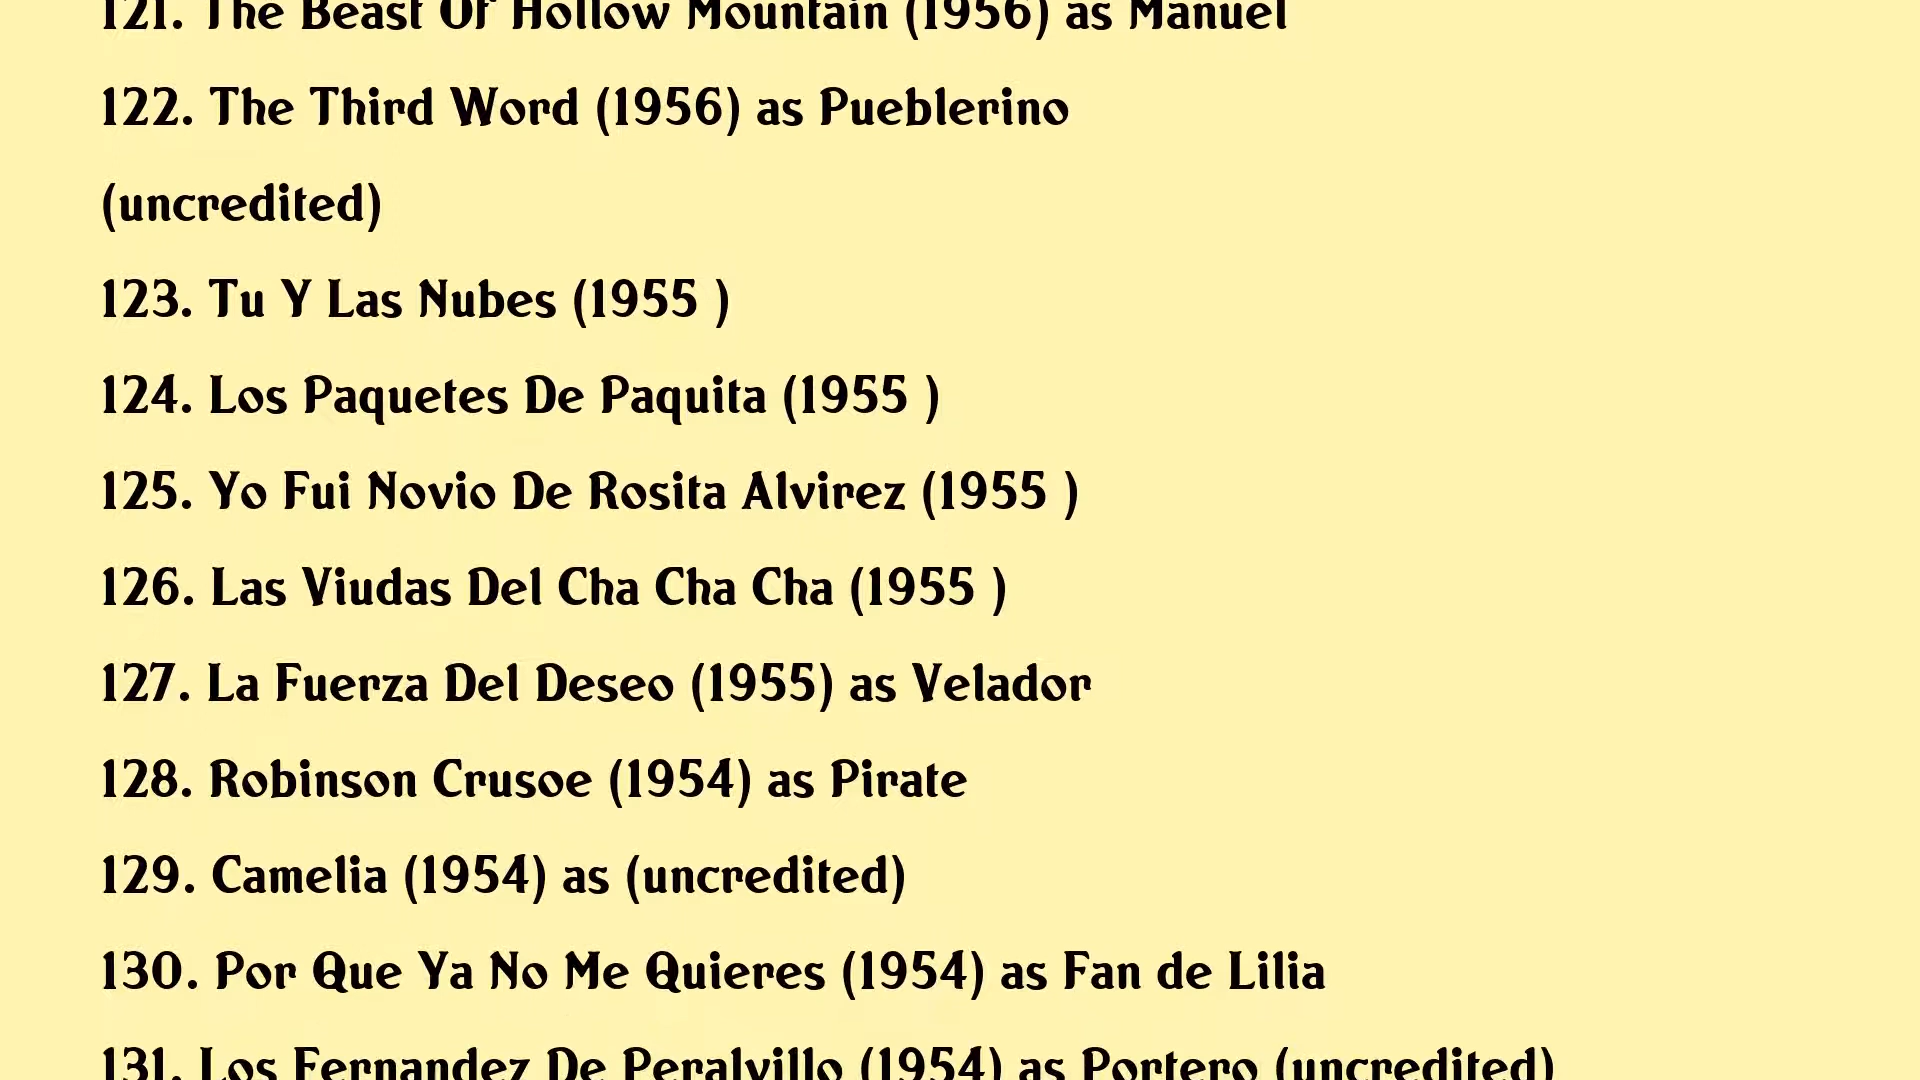 121. The Beast Of Hollow Mountain (1956) as Manuel
122. The Third Word (1956) as Pueblerino
(uncredited)
123. Tu Y Las Nubes (1955 )
124. Los Paquetes De Paquita (1955 )
125. Yo Fui Novio De Rosita Alvirez (1955 )
126. Las Viudas Del Cha Cha Cha (1955 )
127. La Fuerza Del Deseo (1955) as Velador
128. Robinson Crusoe (1954) as Pirate
129. Camelia (1954) as (uncredited)
130. Por Que Ya No Me Quieres (1954) as Fan de Lilia
131. Los Fernandez De Peralvillo (1954) as Portero (uncredited)